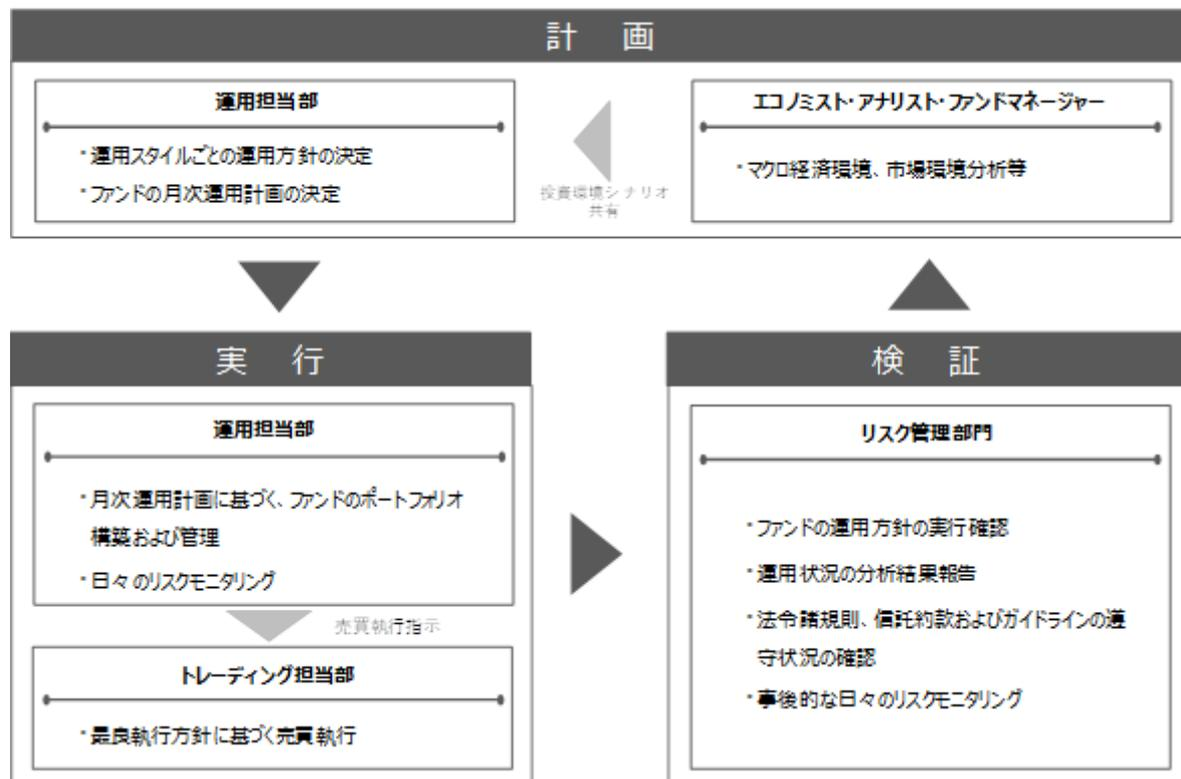 計 画
運用担当部
・運用スタイルごとの運用方針の決定
・ファンドの月次運用計画の決定
投資環境シナリオ
共有
エコノミスト・アナリスト・ファンドマネージャー
・マクロ経済環境、市場環境分析等
実 行
運用担当部
・月次運用計画に基づく、ファンドのポートフォリオ
構築および管理
・日々のリスクモニタリング
売買執行指示
トレーディング担当部
・最良執行方針に基づく売買執行
検 証
リスク管理部門
・ファンドの運用方針の実行確認
・運用状況の分析結果報告
・法令諸規則、信託約款およびガイドラインの遵
守状況の確認
・事後的な日々のリスクモニタリング